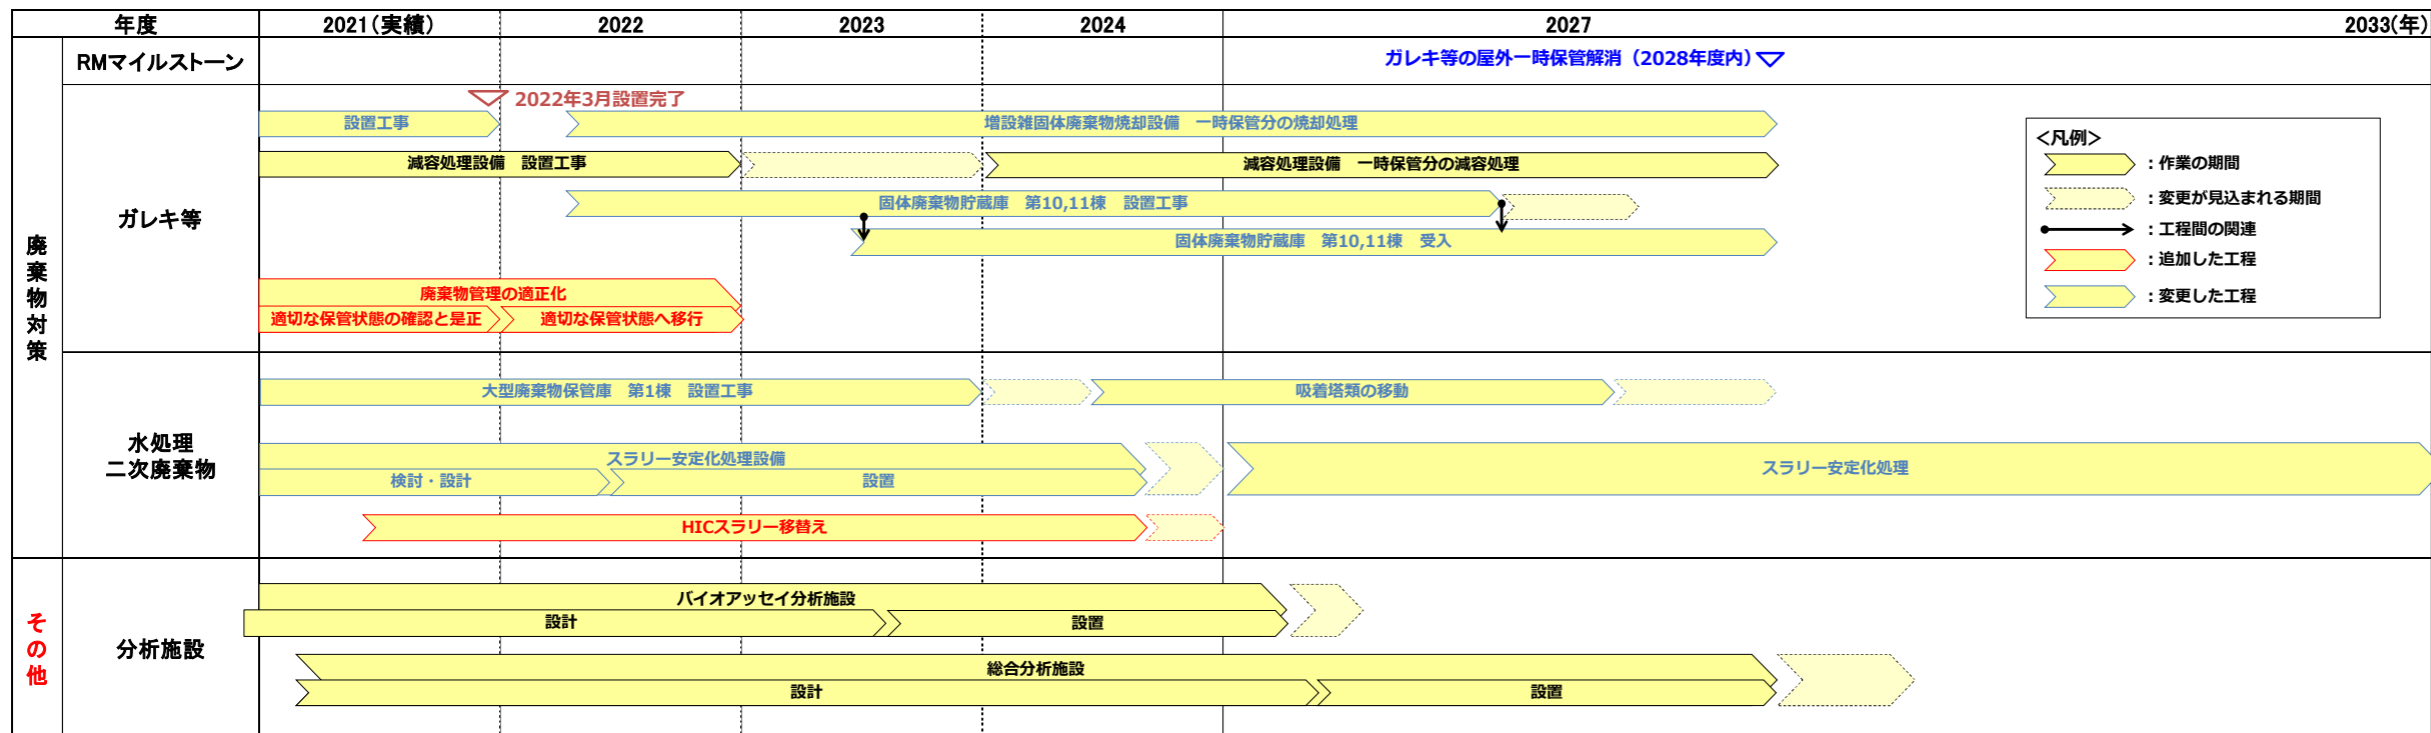 年度
2021(実績)
2022
2023
2024
2027
2033(年)
RMマイルストーン
ガレキ等の屋外一時保管解消（2028年度内）
廃棄物対策
ガレキ等
2022年3月設置完了
設置工事
増設雑固体廃棄物焼却設備　一時保管分の焼却処理
減容処理設備　設置工事
減容処理設備　一時保管分の減容処理
固体廃棄物貯蔵庫　第10,11棟　設置工事
固体廃棄物貯蔵庫　第10,11棟　受入
廃棄物管理の適正化
適切な保管状態の確認と是正
適切な保管状態へ移行
<凡例>
：作業の期間
：変更が見込まれる期間
：工程間の関連
：追加した工程
：変更した工程
水処理
二次廃棄物
大型廃棄物保管庫　第1棟　設置工事
吸着塔類の移動
スラリー安定化処理設備
検討・設計
設置
スラリー安定化処理
HICスラリー移替え
その他
分析施設
バイオアッセイ分析施設
設計
設置
総合分析施設
設計
設置